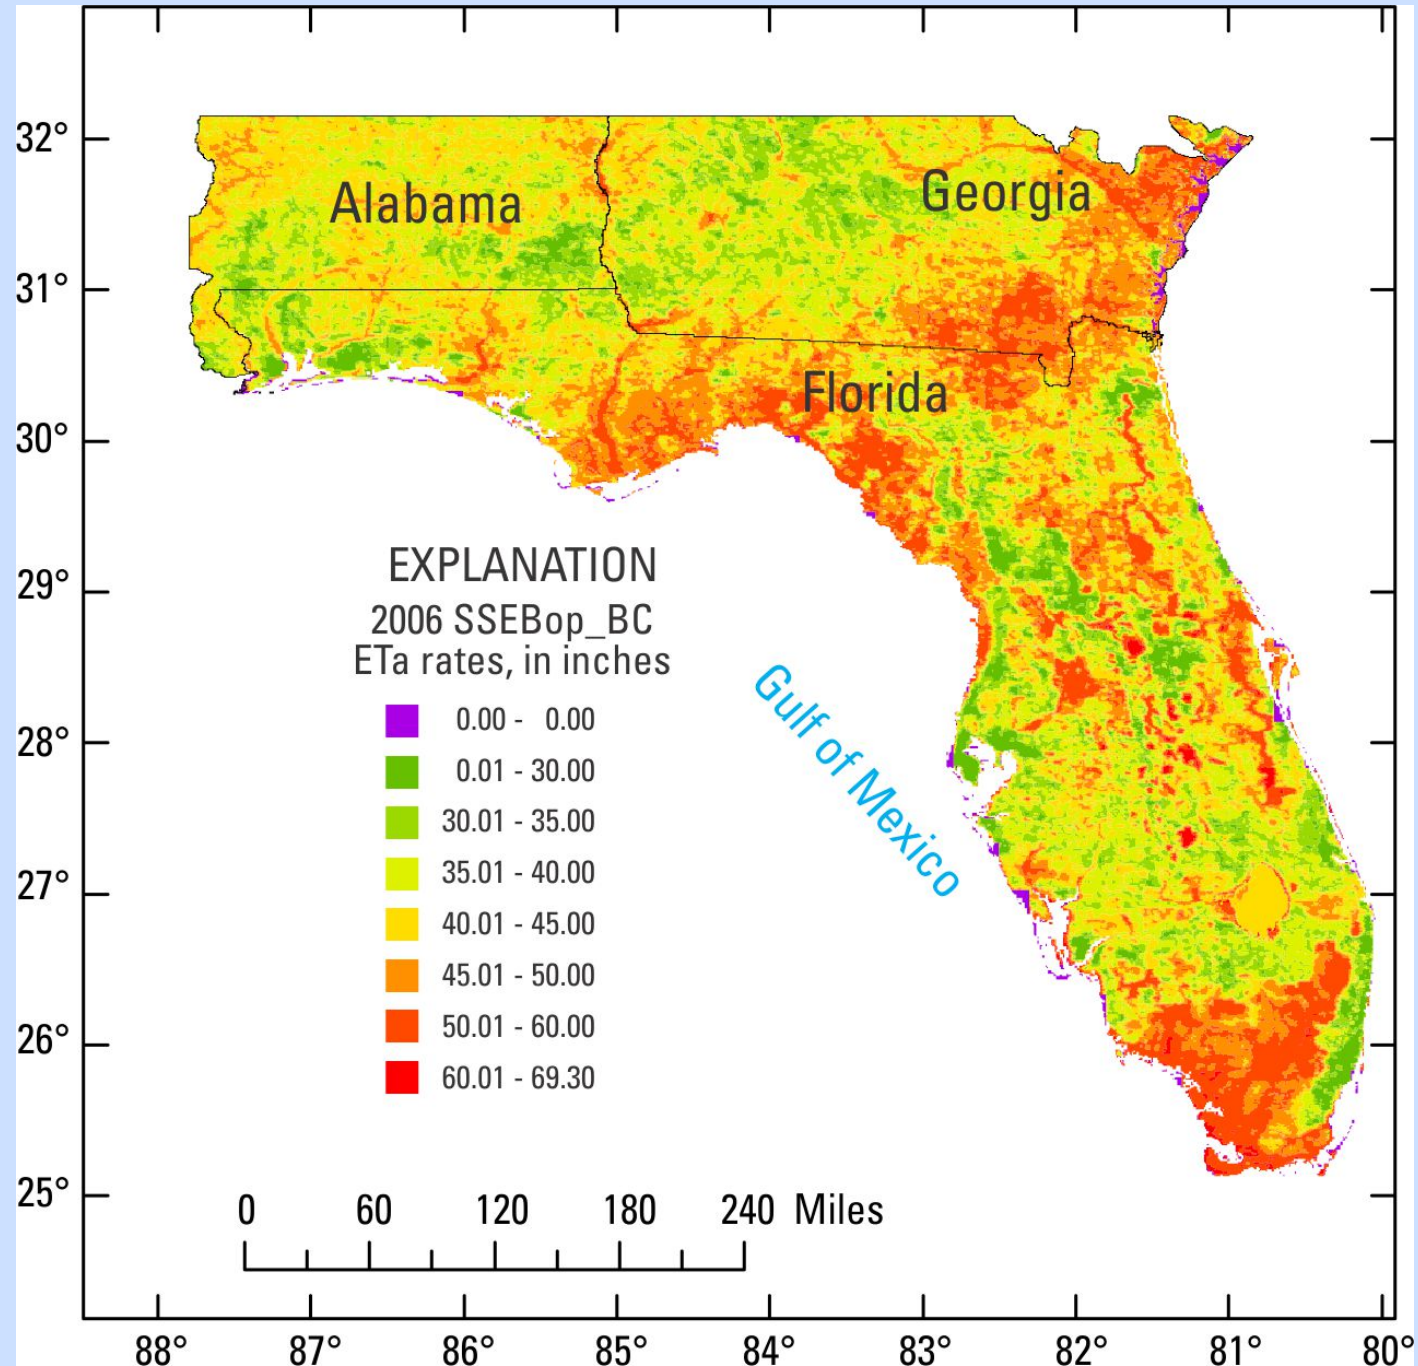 32°
31°
30°
29°
28°
27°
26°
25°
Alabama
Georgia
Florida
Gulf of Mexico
EXPLANATION
2006 SSEBop_BC
ETa rates, in inches
0.00 - 0.00
0.01 - 30.00
30.01 - 35.00
35.01 - 40.00
40.01 - 45.00
45.01 - 50.00
50.01 - 60.00
60.01 - 69.30
0 60 120 180 240 Miles
88° 87° 86° 85° 84° 83° 82° 81° 80°